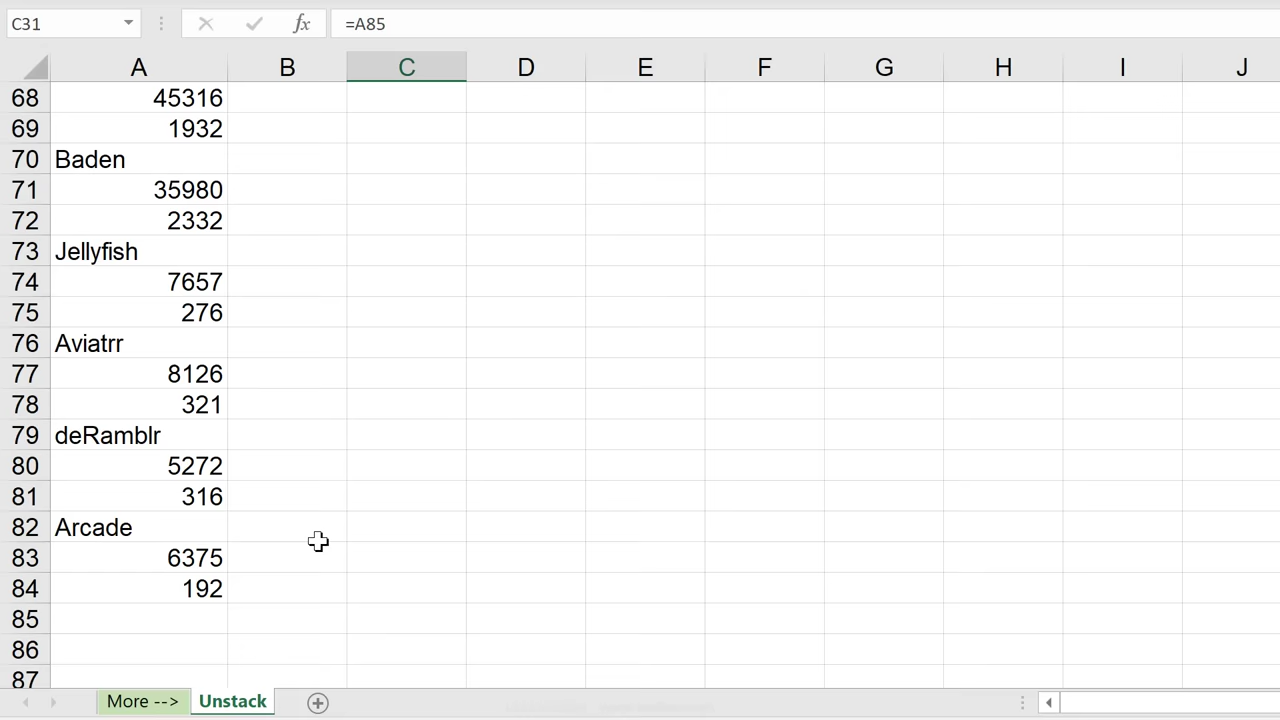 C31 fx =A85
A B C D E F G H I J
68 45316
69 1932
70 Baden
71 35980
72 2332
73 Jellyfish
74 7657
75 276
76 Aviatrr
77 8126
78 321
79 deRamblr
80 5272
81 316
82 Arcade
83 6375
84 192
85
86
87
More --> Unstack